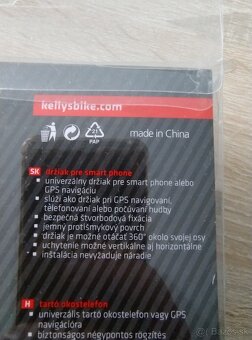 kellysbike.com
21
PAP
made in China
SK držiak pre smart phone
univerzálny držiak pre smart phone alebo
GPS navigáciu
slúži ako držiak pri GPS navigovaní,
telefonovaní alebo počúvaní hudby
bezpečná štvorbodová fixácia
jemný protišmykový povrch
držiak je možné otáčať 360° okolo svojej osy
uchytenie možne vertikálne aj horizontálne
inštalácia nevyžaduje náradie
H tartó okostelefon
univerzális tartó okostelefon vagy GPS
navigációra
biztonságos négypontos rögzítés